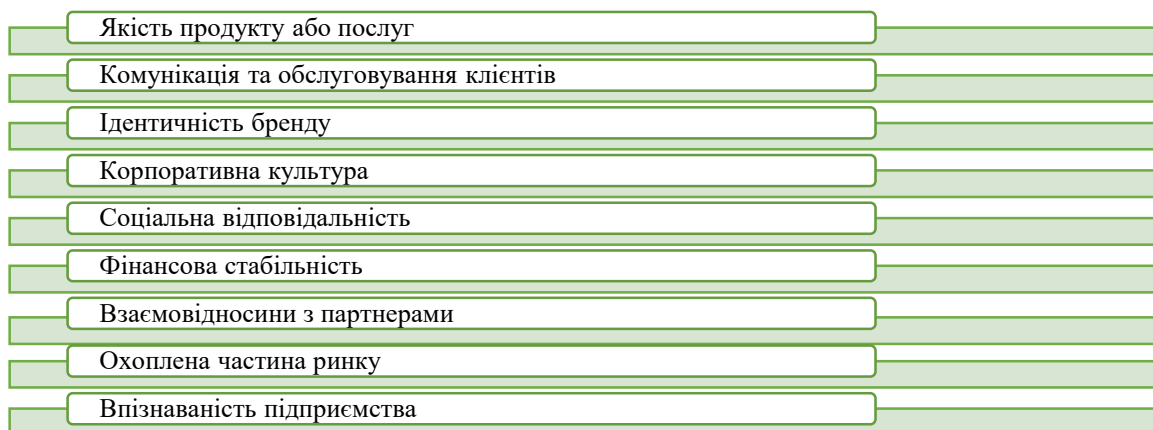 Якість продукту або послуг
Комунікація та обслуговування клієнтів
Ідентичність бренду
Корпоративна культура
Соціальна відповідальність
Фінансова стабільність
Взаємовідносини з партнерами
Охоплена частина ринку
Впізнаваність підприємства